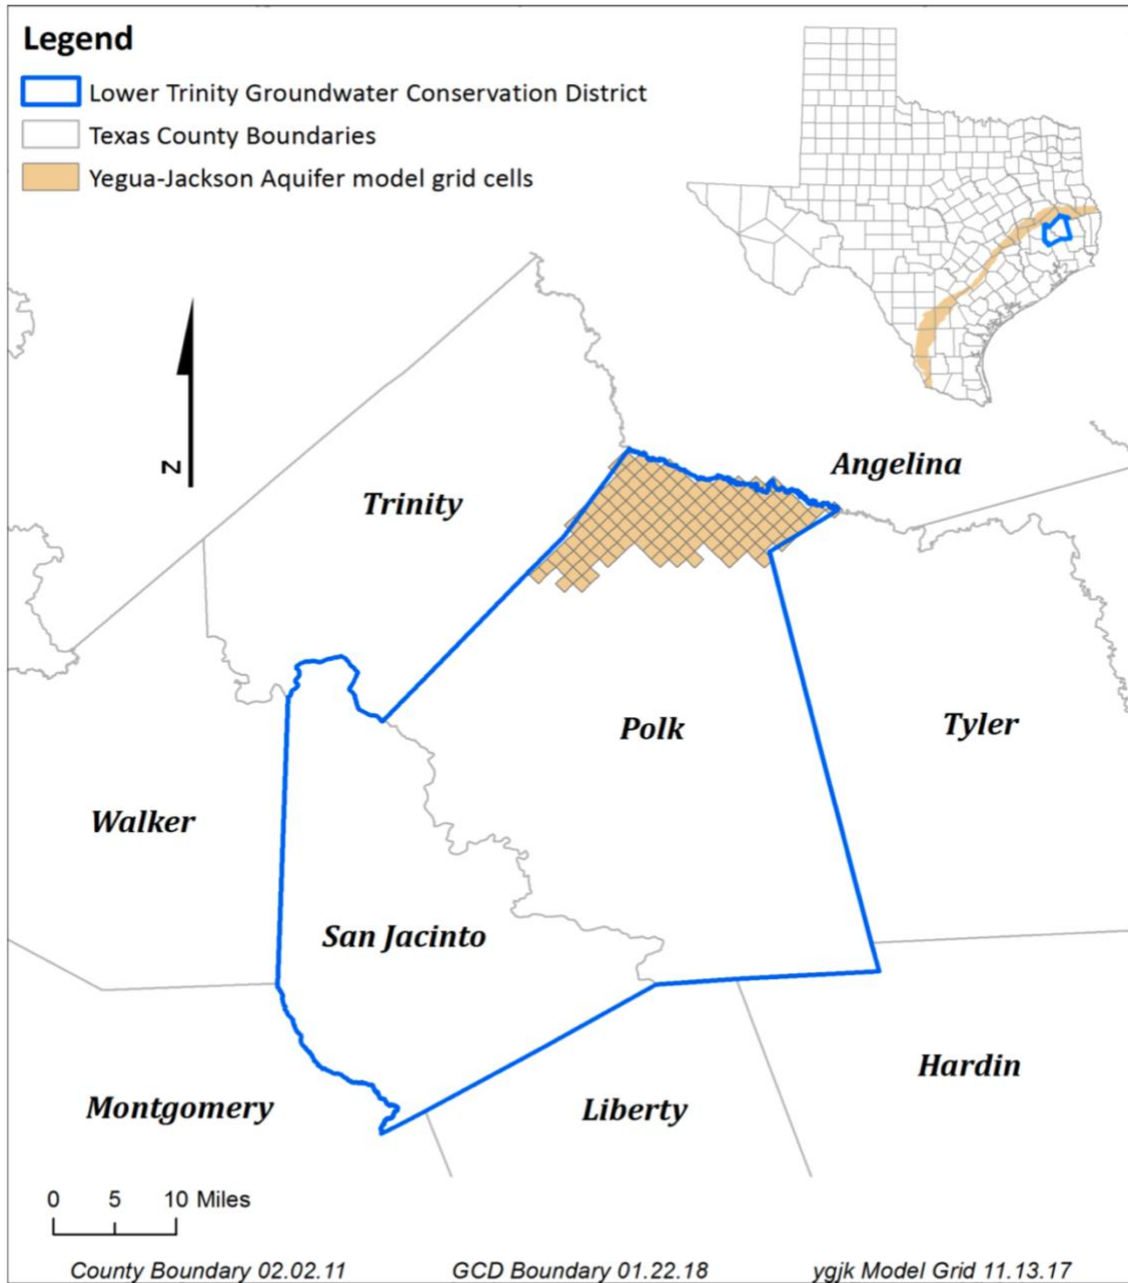 Legend
Lower Trinity Groundwater Conservation District
Texas County Boundaries
Yegua-Jackson Aquifer model grid cells
N
Angelina
Trinity
Polk
Tyler
Walker
San Jacinto
Hardin
Montgomery
Liberty
0 5 10 Miles
County Boundary 02.02.11 GCD Boundary 01.22.18 ygjk Model Grid 11.13.17